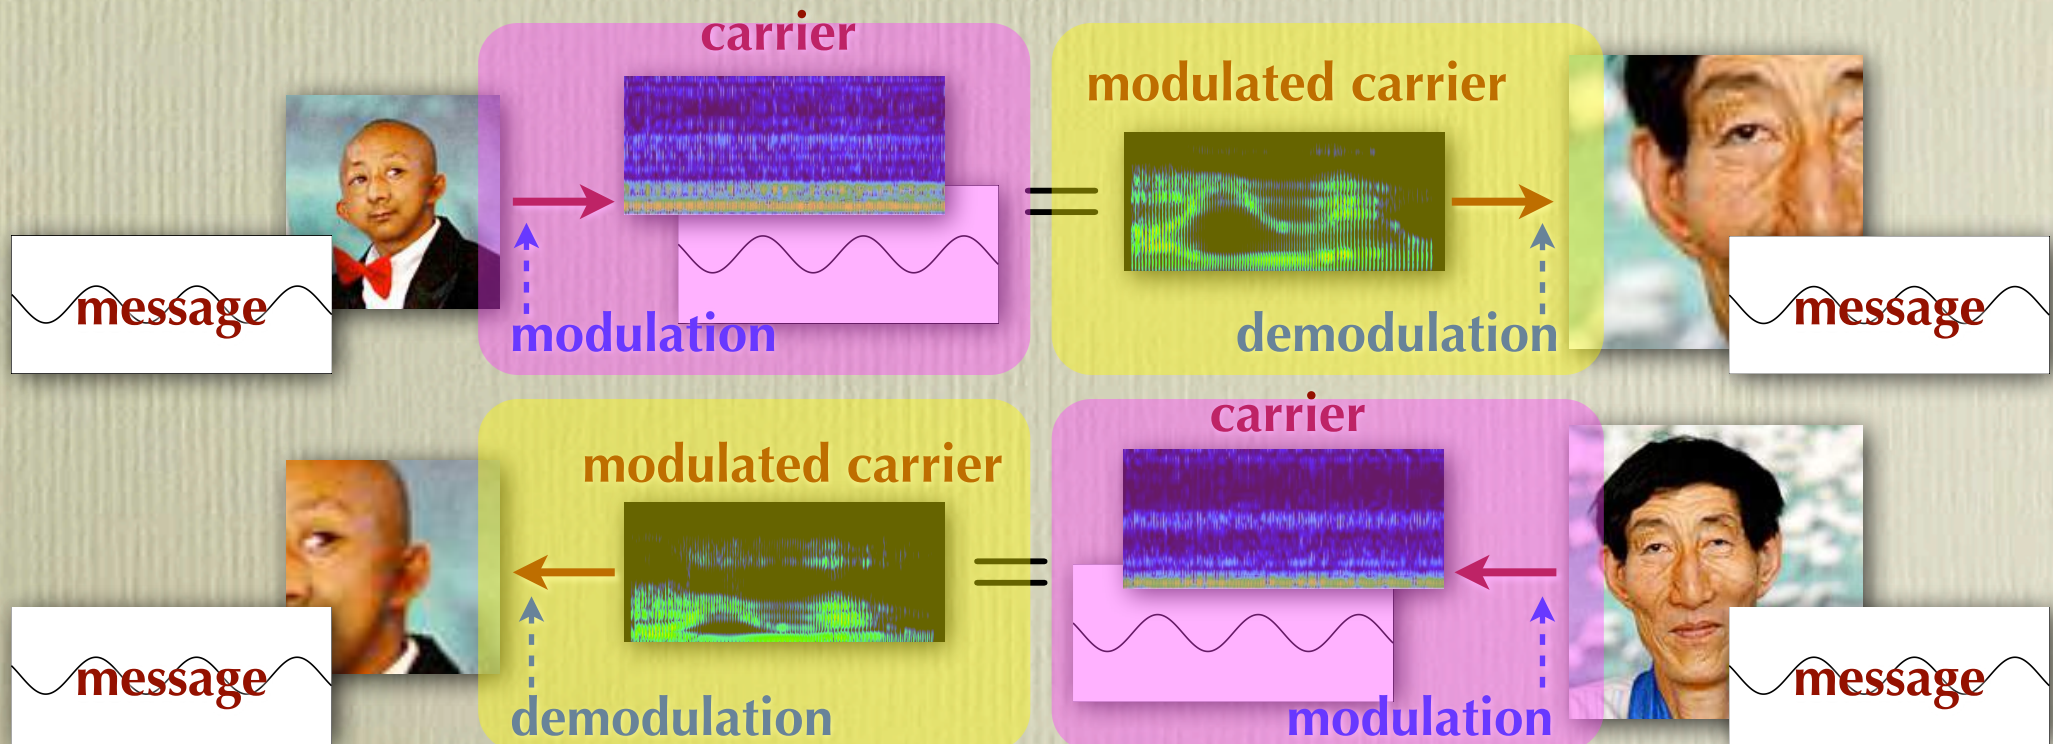 carrier
modulated carrier
message
modulation
demodulation
message
carrier
modulated carrier
message
demodulation
modulation
message